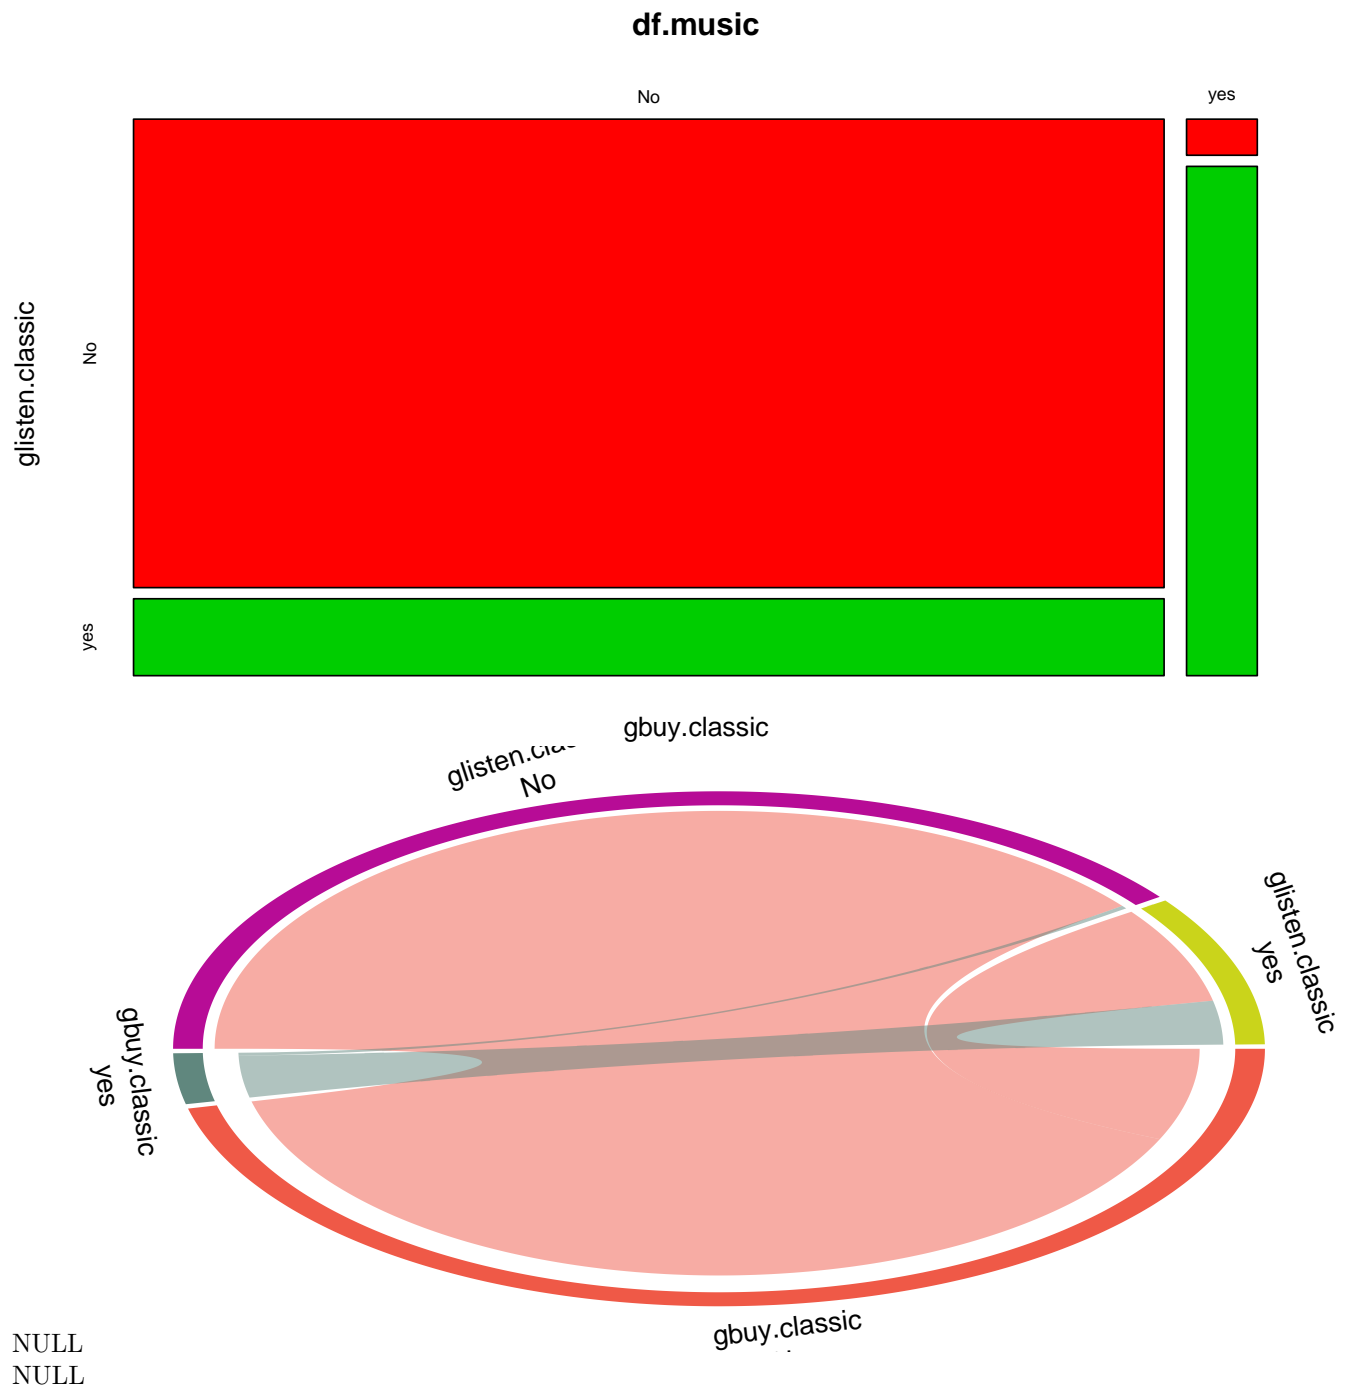 df.music
No
yes
glisten.classic
No
yes
gbuy.classic
No
glisten.classic
yes
gbuy.classic
yes
gbuy.classic
NULL
NULL